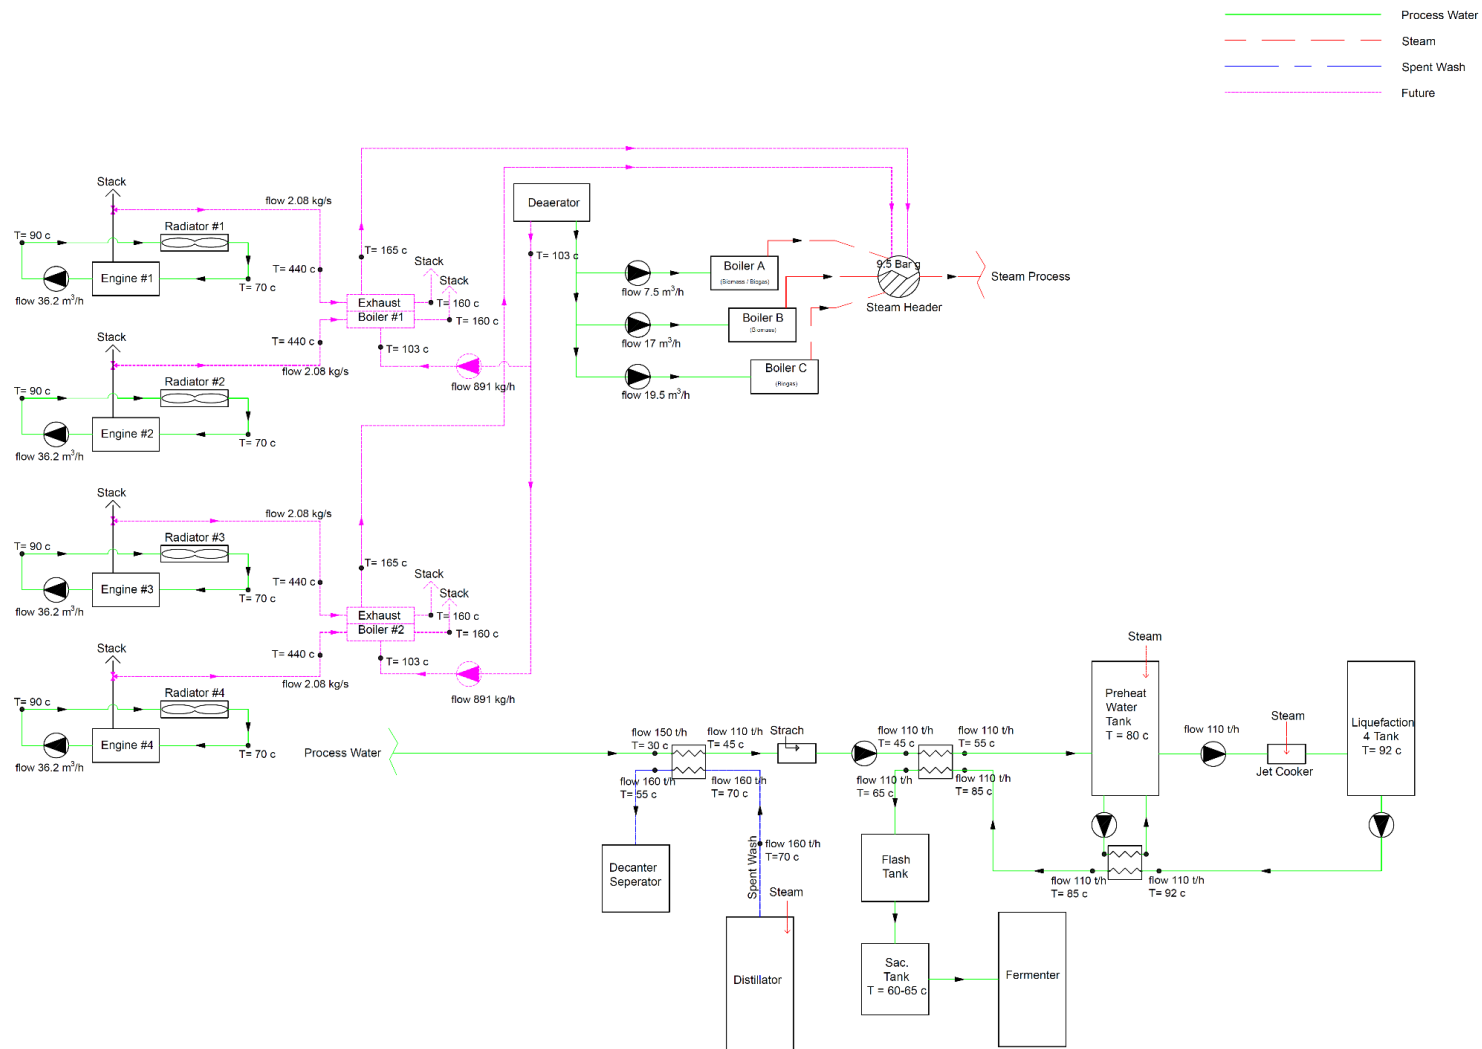 Process Water
Steam
Spent Wash
Future
Stack
flow 2.08 kg/s
T= 90 c
Radiator #1
Engine #1
flow 36.2 m³/h
T= 70 c
T= 440 c
T= 165 c
Stack
Stack
Exhaust
Boiler #1
T= 160 c
T= 160 c
T= 103 c
flow 891 kg/h
Deaerator
T= 103 c
flow 7.5 m³/h
Boiler A
(Biomass / Biogas)
9.5 Bar g
Steam Header
Steam Process
flow 17 m³/h
Boiler B
(Biomass)
flow 19.5 m³/h
Boiler C
Stack
T= 440 c
flow 2.08 kg/s
T= 90 c
Radiator #2
Engine #2
flow 36.2 m³/h
T= 70 c
Stack
flow 2.08 kg/s
T= 90 c
Radiator #3
Engine #3
flow 36.2 m³/h
T= 70 c
T= 440 c
T= 165 c
Stack
Stack
Exhaust
Boiler #2
T= 160 c
T= 160 c
T= 103 c
flow 891 kg/h
Stack
T= 440 c
flow 2.08 kg/s
T= 90 c
Radiator #4
Engine #4
flow 36.2 m³/h
T= 70 c
Process Water
flow 150 t/h
T= 30 c
flow 110 t/h
T= 45 c
Strach
flow 110 t/h
T= 45 c
flow 110 t/h
T= 55 c
Steam
Preheat
Water
Tank
T = 80 c
flow 110 t/h
Steam
Jet Cooker
Liquefaction
4 Tank
T= 92 c
flow 160 t/h
T= 55 c
flow 160 t/h
T= 70 c
flow 110 t/h
T= 65 c
flow 110 t/h
T= 85 c
flow 160 t/h
T=70 c
Spent Wash
Decanter
Seperator
Steam
Distillator
Flash
Tank
flow 110 t/h
T= 85 c
flow 110 t/h
T= 92 c
Sac.
Tank
T = 60-65 c
Fermenter